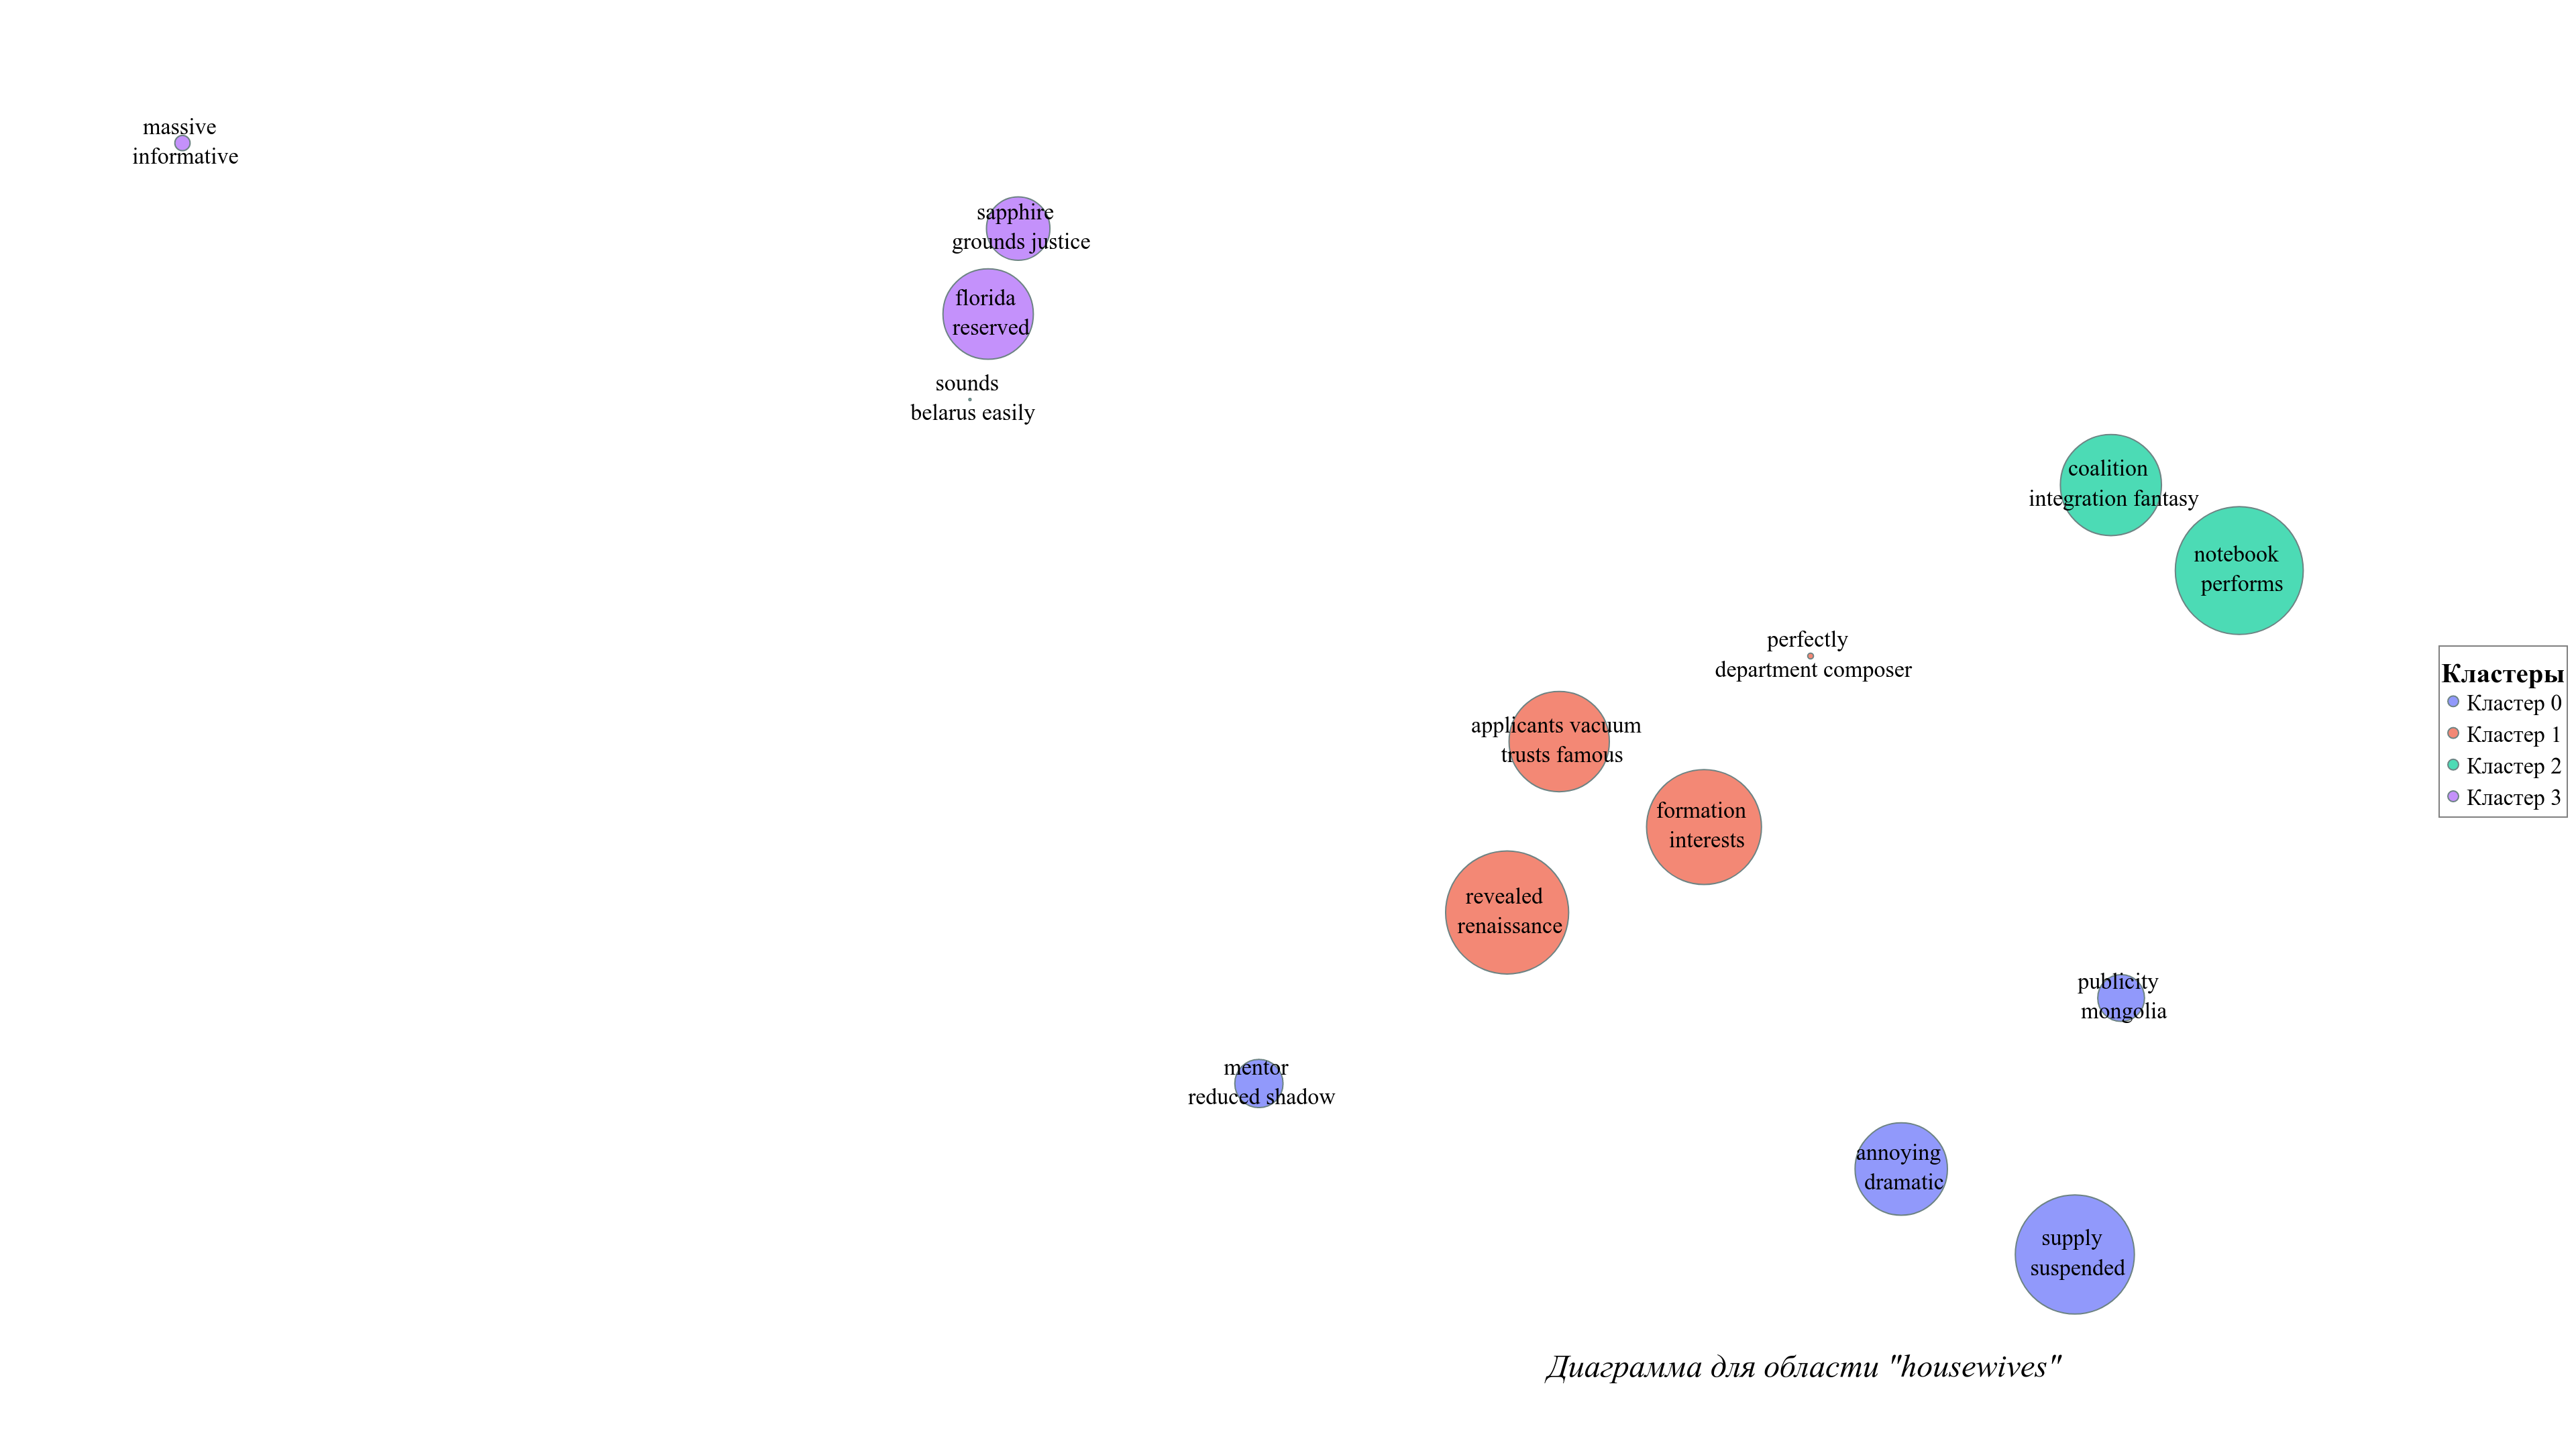 massive
informative
sapphire
grounds justice
florida
reserved
sounds
belarus easily
coalition
integration fantasy
notebook
performs
perfectly
department composer
applicants vacuum
trusts famous
formation
interests
revealed
renaissance
publicity
mongolia
mentor
reduced shadow
annoying
dramatic
supply
suspended
Кластеры
Кластер 0
Кластер 1
Кластер 2
Кластер 3
Диаграмма для области "housewives"